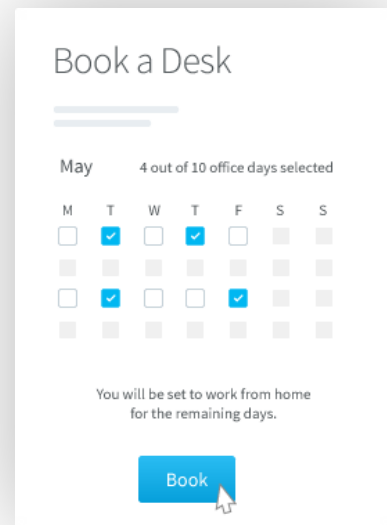 Book a Desk
May 4 out of 10 office days selected
M T W T F S S
You will be set to work from home
for the remaining days.
Book